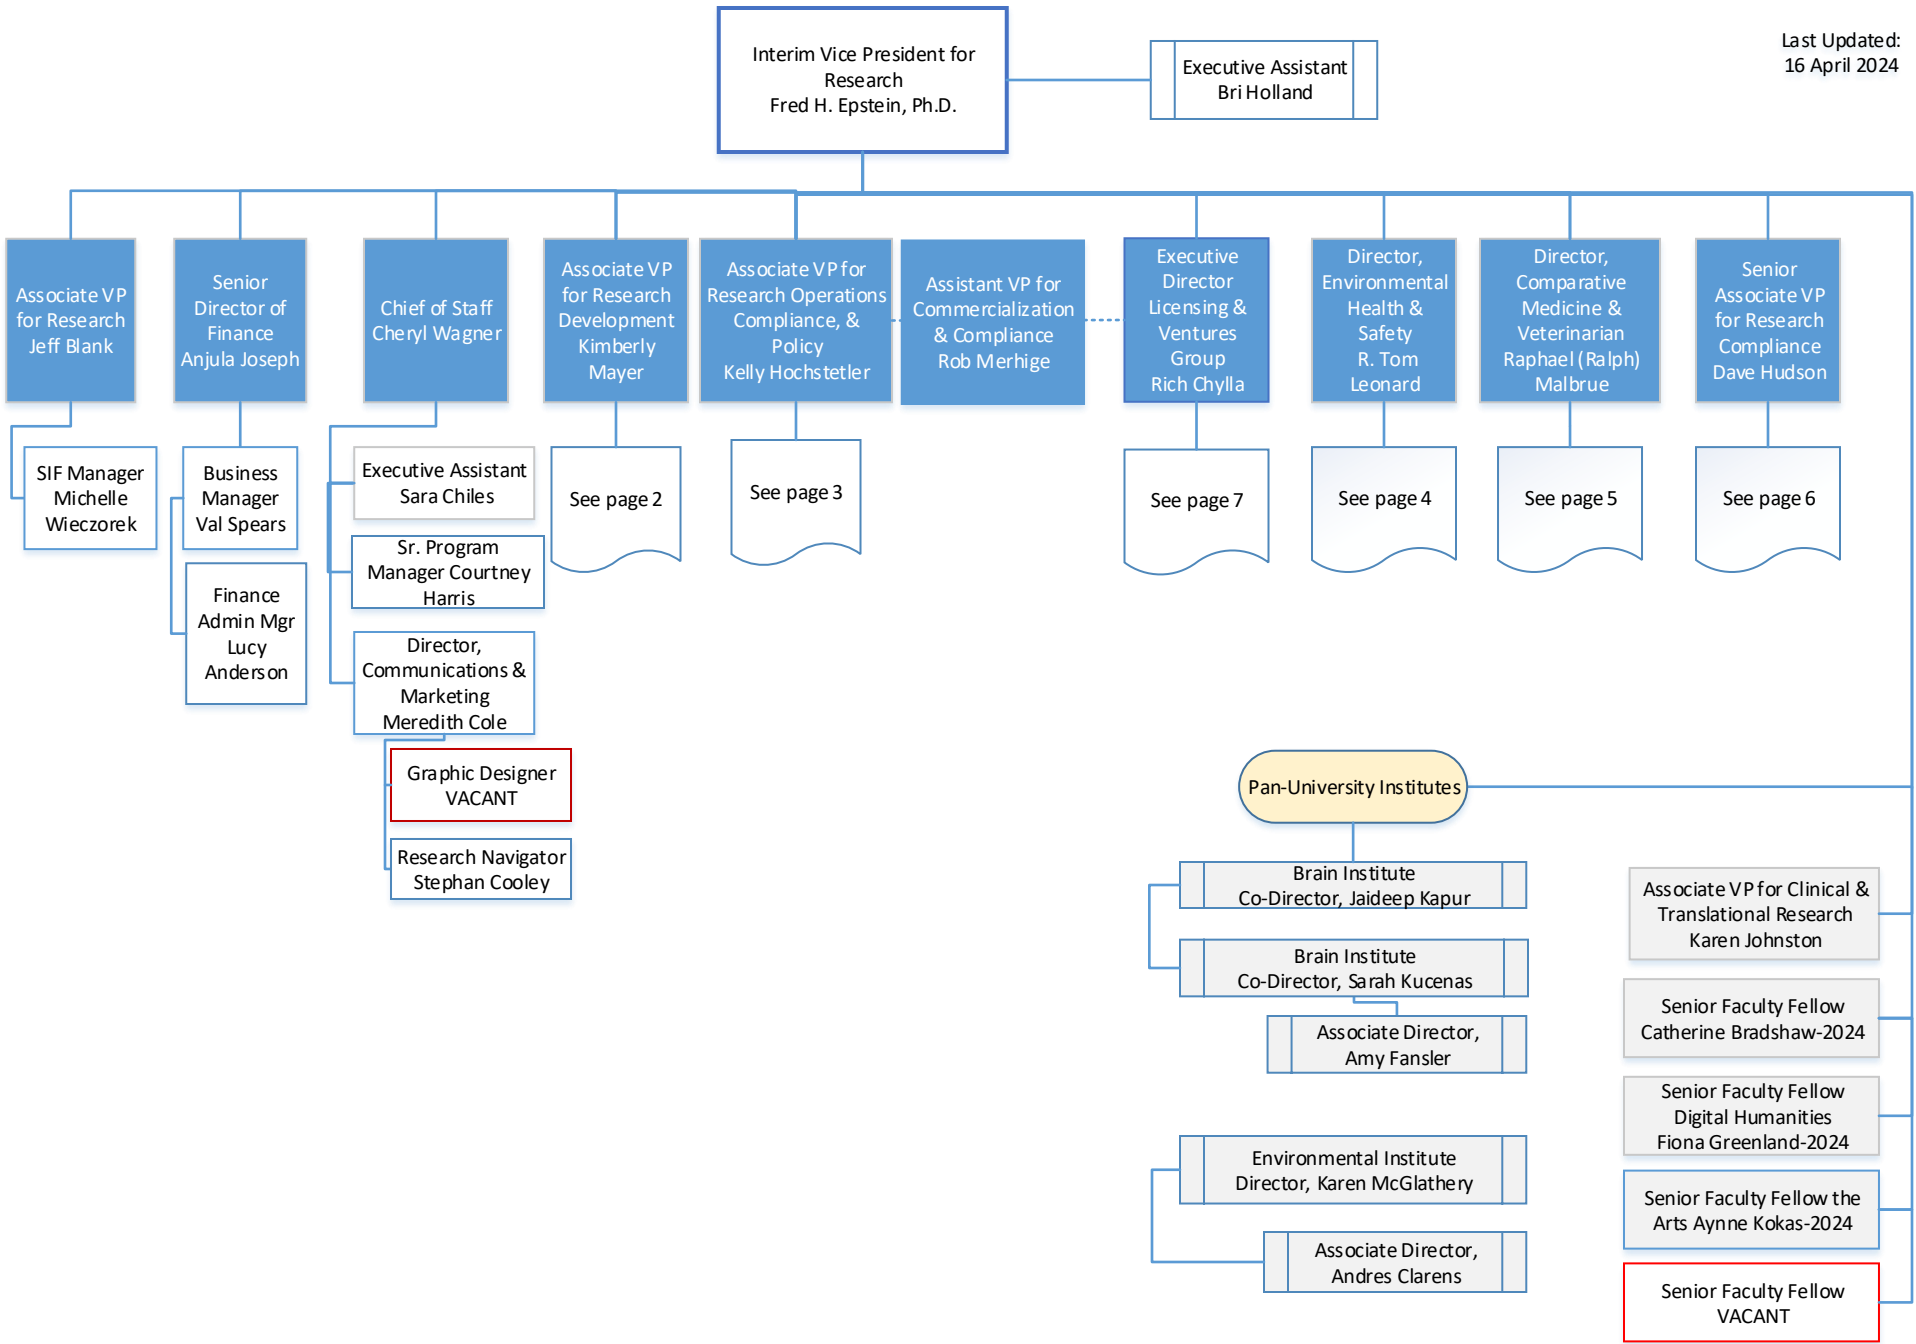 Interim Vice President for
Research
Fred H. Epstein, Ph.D.
Executive Assistant
Bri Holland
Last Updated:
16 April 2024
Associate VP
for Research
Jeff Blank
Senior
Director of
Finance
Anjula Joseph
Chief of Staff
Cheryl Wagner
Associate VP
for Research
Development
Kimberly
Mayer
Associate VP for
Research Operations
Compliance, &
Policy
Kelly Hochstetler
Assistant VP for
Commercialization
& Compliance
Rob Merhige
Executive
Director
Licensing &
Ventures
Group
Rich Chylla
Director,
Environmental
Health &
Safety
R. Tom
Leonard
Director,
Comparative
Medicine &
Veterinarian
Raphael (Ralph)
Malbrue
Senior
Associate VP
for Research
Compliance
Dave Hudson
SIF Manager
Michelle
Wieczorek
Business
Manager
Val Spears
Finance
Admin Mgr
Lucy
Anderson
Executive Assistant
Sara Chiles
Sr. Program
Manager Courtney
Harris
Director,
Communications &
Marketing
Meredith Cole
Graphic Designer
VACANT
Research Navigator
Stephan Cooley
See page 2
See page 3
See page 7
See page 4
See page 5
See page 6
Pan-University Institutes
Brain Institute
Co-Director, Jaideep Kapur
Brain Institute
Co-Director, Sarah Kucenas
Associate Director,
Amy Fansler
Environmental Institute
Director, Karen McGlathery
Associate Director,
Andres Clarens
Associate VP for Clinical &
Translational Research
Karen Johnston
Senior Faculty Fellow
Catherine Bradshaw-2024
Senior Faculty Fellow
Digital Humanities
Fiona Greenland-2024
Senior Faculty Fellow the
Arts Aynne Kokas-2024
Senior Faculty Fellow
VACANT